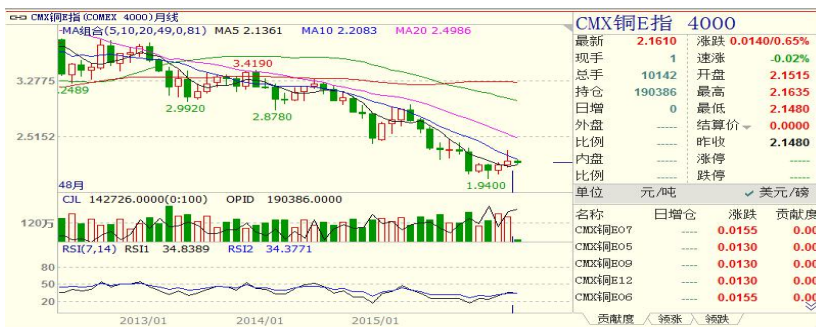 CMX铜E指(COMEX 4000)月线
MA组合(5,10,20,49,0,81) MA5 2.1361 MA10 2.2083 MA20 2.4986
3.4190
3.2775
.2489
2.9920
2.8780
2.5152
1.9400
48月
CJL 142726.0000(0:100) OPID 190386.0000
120万
RSI(7,14) RSI1 34.8389 RSI2 34.3771
80
50
20
2013/01 2014/01 2015/01
CMX铜E指 4000
最新 2.1610 涨跌 0.0140/0.65%
现手 1 速涨 -0.02%
总手 10142 开盘 2.1515
持仓 190386 最高 2.1635
日增 0 最低 2.1480
外盘 ----- 结算价 0.0000
比例 ----- 昨收 2.1480
内盘 ----- 涨停 -----
比例 ----- 跌停 -----
单位 元/吨 ✓ 美元/磅
名称 日增仓 涨跌 贡献度
CMX铜E07 ---- 0.0155 0.00
CMX铜E05 ---- 0.0130 0.00
CMX铜E09 ---- 0.0130 0.00
CMX铜E12 ---- 0.0130 0.00
CMX铜E06 ---- 0.0155 0.00
贡献度 领涨 领跌